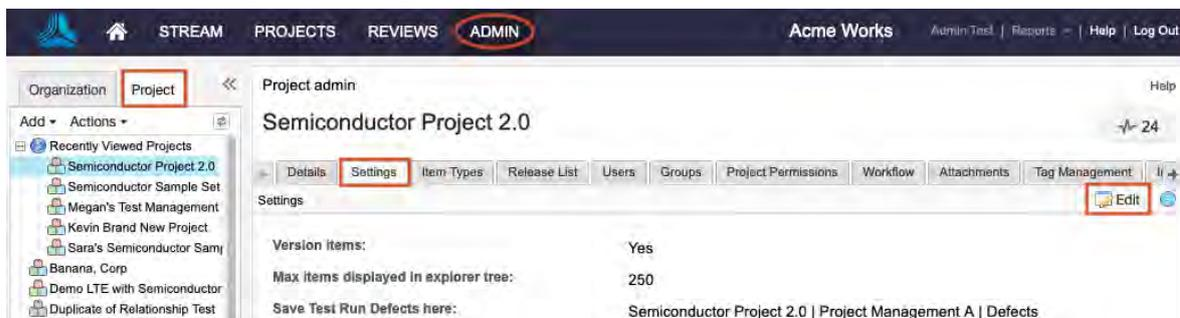 STREAM PROJECTS REVIEWS ADMIN Acme Works Admin Test | Reports | Help | Log Out
Organization Project
Project admin Help
Add Actions
Semiconductor Project 2.0 24
Recently Viewed Projects
Semiconductor Project 2.0
Semiconductor Sample Set
Megan's Test Management
Kevin Brand New Project
Sara's Semiconductor Samp
Banana, Corp
Demo LTE with Semiconductor
Duplicate of Relationship Test
Details Settings Item Types Release List Users Groups Project Permissions Workflow Attachments Tag Management
Settings Edit
Version items: Yes
Max items displayed in explorer tree: 250
Save Test Run Defects here: Semiconductor Project 2.0 | Project Management A | Defects